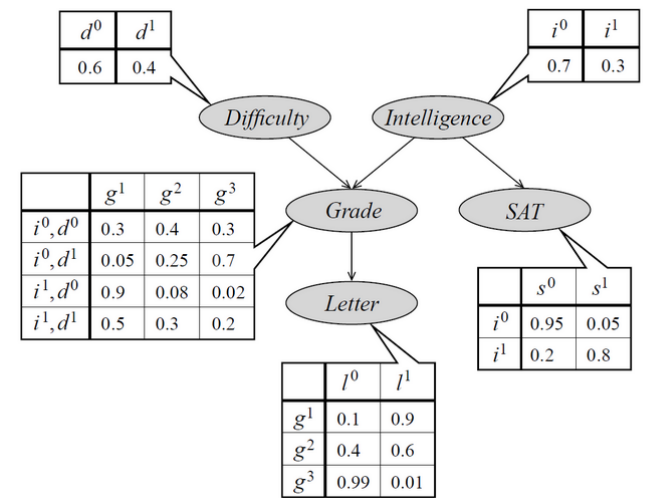 d⁰ d¹
0.6 0.4
i⁰ i¹
0.7 0.3
Difficulty
Intelligence
g¹ g² g³
i⁰,d⁰ 0.3 0.4 0.3
i⁰,d¹ 0.05 0.25 0.7
i¹,d⁰ 0.9 0.08 0.02
i¹,d¹ 0.5 0.3 0.2
Grade
SAT
Letter
s⁰ s¹
i⁰ 0.95 0.05
i¹ 0.2 0.8
l⁰ l¹
g¹ 0.1 0.9
g² 0.4 0.6
g³ 0.99 0.01